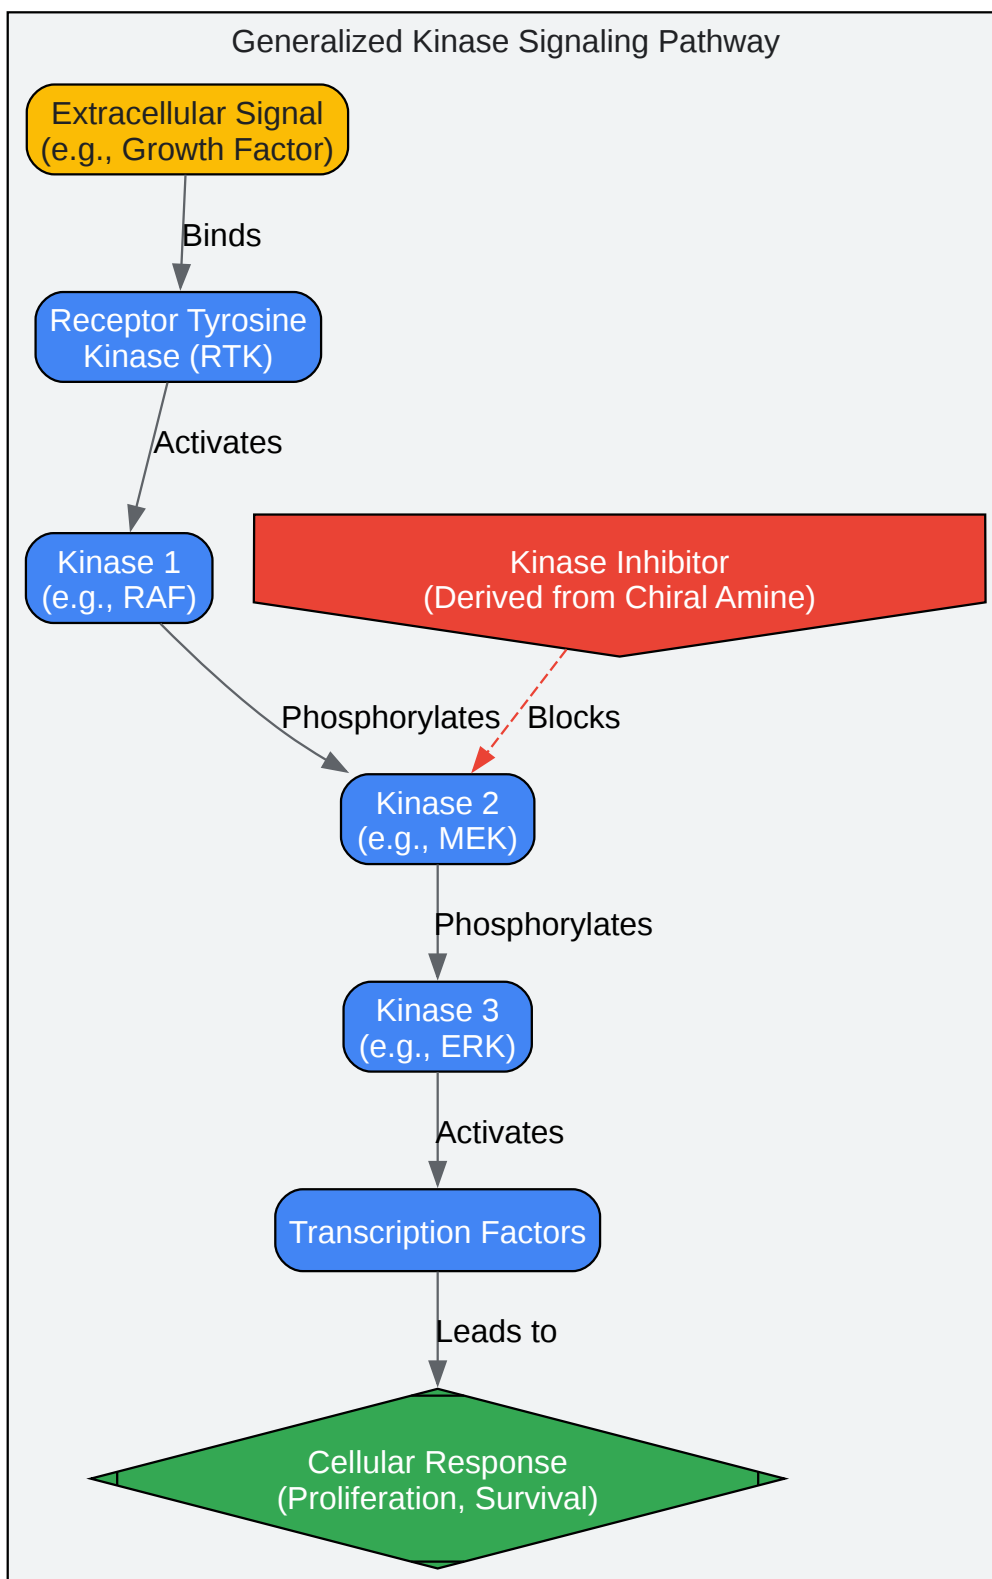 Generalized Kinase Signaling Pathway
Extracellular Signal
(e.g., Growth Factor)
Binds
Receptor Tyrosine
Kinase (RTK)
Activates
Kinase 1
(e.g., RAF)
Kinase Inhibitor
(Derived from Chiral Amine)
Phosphorylates
Blocks
Kinase 2
(e.g., MEK)
Phosphorylates
Kinase 3
(e.g., ERK)
Activates
Transcription Factors
Leads to
Cellular Response
(Proliferation, Survival)